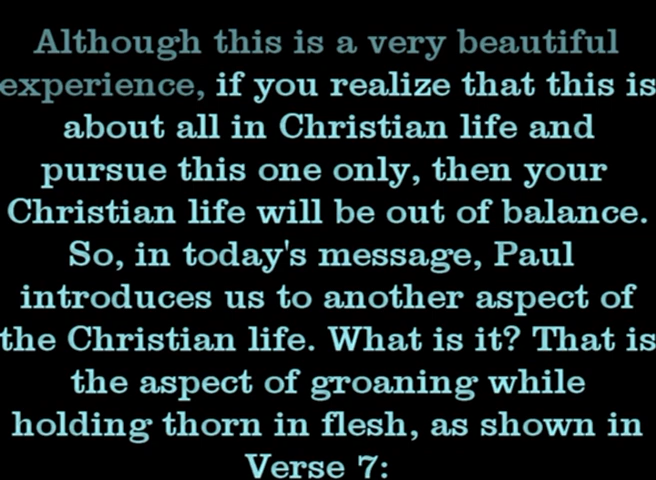 Although this is a very beautiful
experience, if you realize that this is
about all in Christian life and
pursue this one only, then your
Christian life will be out of balance.
So, in today's message, Paul
introduces us to another aspect of
the Christian life. What is it? That is
the aspect of groaning while
holding thorn in flesh, as shown in
Verse 7: